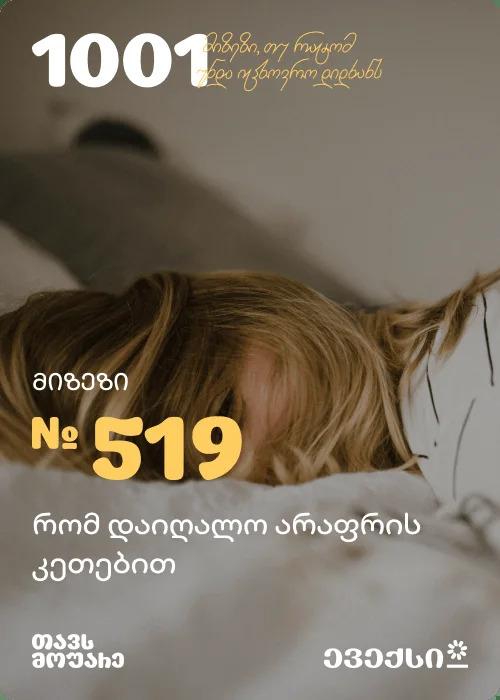 1001 მიზეზი, თუ რატომ
უნდა იცხოვრო დიდხანს
მიზეზი
№ 519
რომ დაიღალო არაფრის
კეთებით
თავს
მოუარე
ევექსი